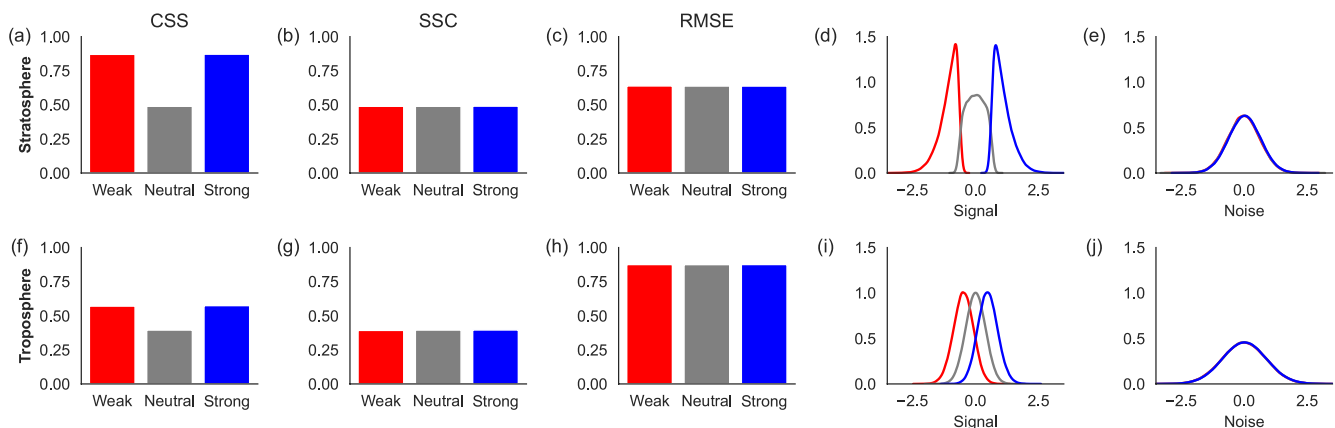 CSS SSC RMSE
(a) (b) (c) (d) (e)
Stratosphere
1.00 1.00 1.00 1.5 1.5
0.75 0.75 0.75 1.0 1.0
0.50 0.50 0.50 0.5 0.5
0.25 0.25 0.25
0.00 0.00 0.00 0.0 0.0
Weak Neutral Strong Weak Neutral Strong Weak Neutral Strong −2.5 0.0 2.5 −2.5 0.0 2.5
Signal Noise
(f) (g) (h) (i) (j)
Troposphere
1.00 1.00 1.00 1.5 1.5
0.75 0.75 0.75 1.0 1.0
0.50 0.50 0.50 0.5 0.5
0.25 0.25 0.25
0.00 0.00 0.00 0.0 0.0
Weak Neutral Strong Weak Neutral Strong Weak Neutral Strong −2.5 0.0 2.5 −2.5 0.0 2.5
Signal Noise